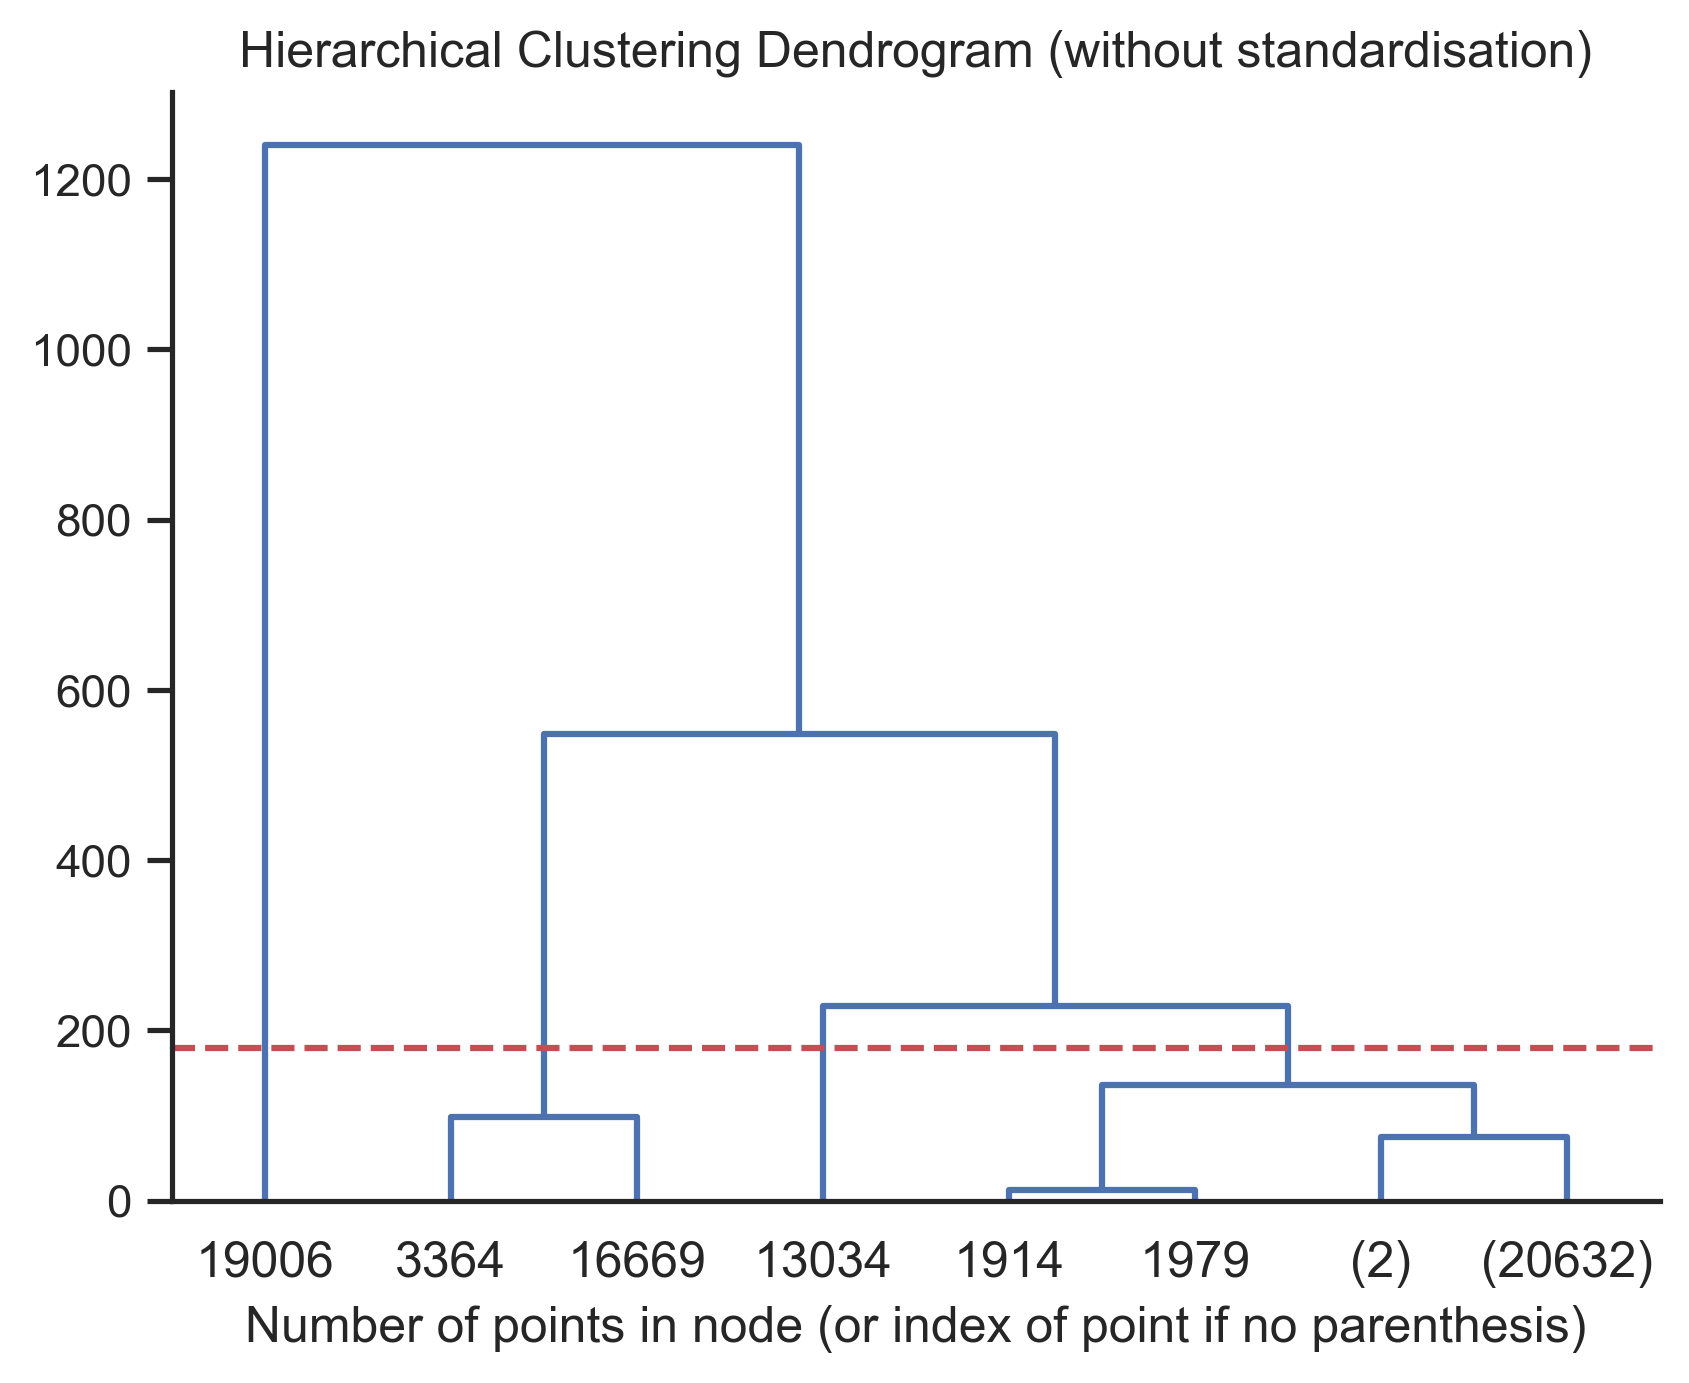 Hierarchical Clustering Dendrogram (without standardisation)
1200
1000
800
600
400
200
0
19006 3364 16669 13034 1914 1979 (2) (20632)
Number of points in node (or index of point if no parenthesis)